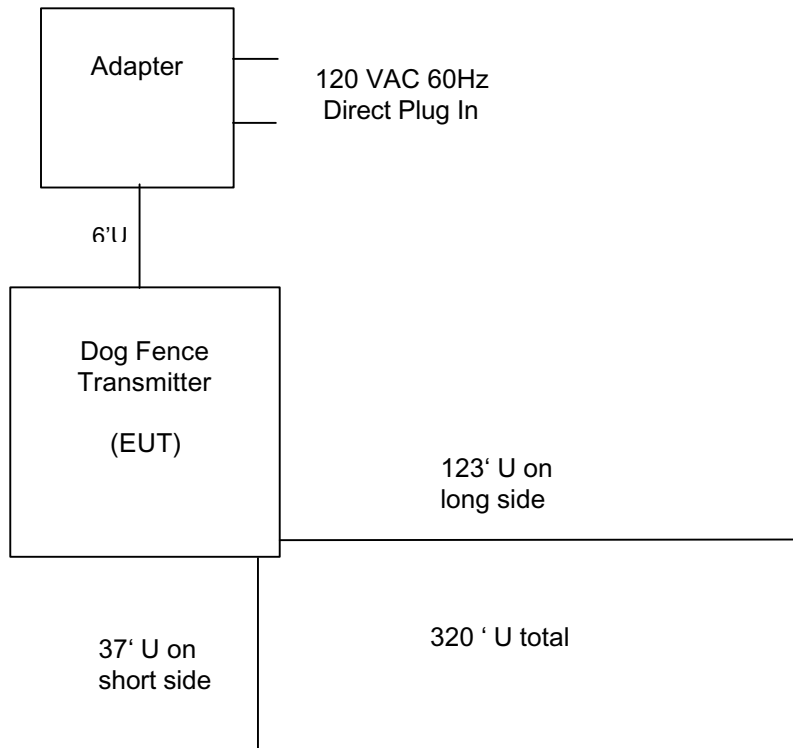 Adapter
120 VAC 60Hz
Direct Plug In
6'U
Dog Fence
Transmitter
(EUT)
123‘ U on
long side
37‘ U on
short side
320 ‘ U total